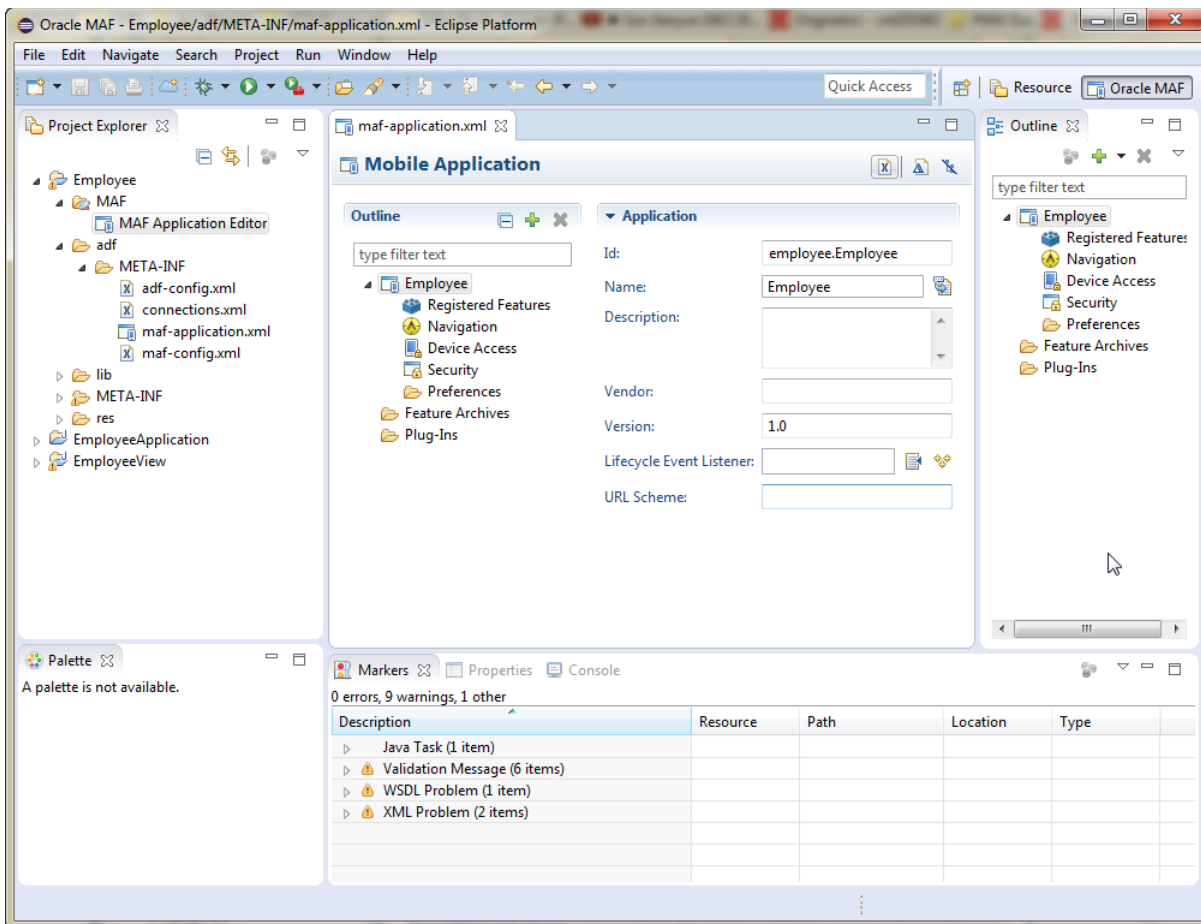 Oracle MAF - Employee/adf/META-INF/maf-application.xml - Eclipse Platform
File Edit Navigate Search Project Run Window Help
Quick Access
Resource
Oracle MAF
Project Explorer
Employee
MAF
MAF Application Editor
adf
META-INF
adf-config.xml
connections.xml
maf-application.xml
maf-config.xml
lib
META-INF
res
EmployeeApplication
EmployeeView
maf-application.xml
Mobile Application
Outline
type filter text
Employee
Registered Features
Navigation
Device Access
Security
Preferences
Feature Archives
Plug-Ins
Application
Id: employee.Employee
Name: Employee
Description:
Vendor:
Version: 1.0
Lifecycle Event Listener:
URL Scheme:
Outline
type filter text
Employee
Registered Features
Navigation
Device Access
Security
Preferences
Feature Archives
Plug-Ins
Palette
A palette is not available.
Markers Properties Console
0 errors, 9 warnings, 1 other
Description Resource Path Location Type
Java Task (1 item)
Validation Message (6 items)
WSDL Problem (1 item)
XML Problem (2 items)